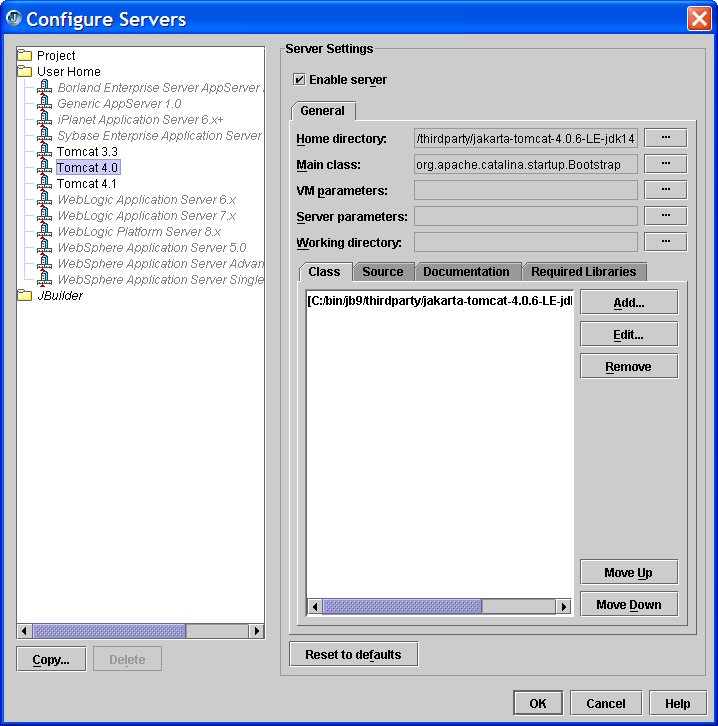 Configure Servers
Project
User Home
Borland Enterprise Server AppServer
Generic AppServer 1.0
iPlanet Application Server 6.x+
Sybase Enterprise Application Server
Tomcat 3.3
Tomcat 4.0
Tomcat 4.1
WebLogic Application Server 6.x
WebLogic Application Server 7.x
WebLogic Platform Server 8.x
WebSphere Application Server 5.0
WebSphere Application Server Advan
WebSphere Application Server Single
JBuilder
Copy...
Delete
Server Settings
Enable server
General
Home directory: /thirdparty/jakarta-tomcat-4.0.6-LE-jdk14 ...
Main class: org.apache.catalina.startup.Bootstrap ...
VM parameters: ...
Server parameters: ...
Working directory: ...
Class Source Documentation Required Libraries
[C:/bin/jb9/thirdparty/jakarta-tomcat-4.0.6-LE-jd
Add...
Edit...
Remove
Move Up
Move Down
Reset to defaults
OK Cancel Help